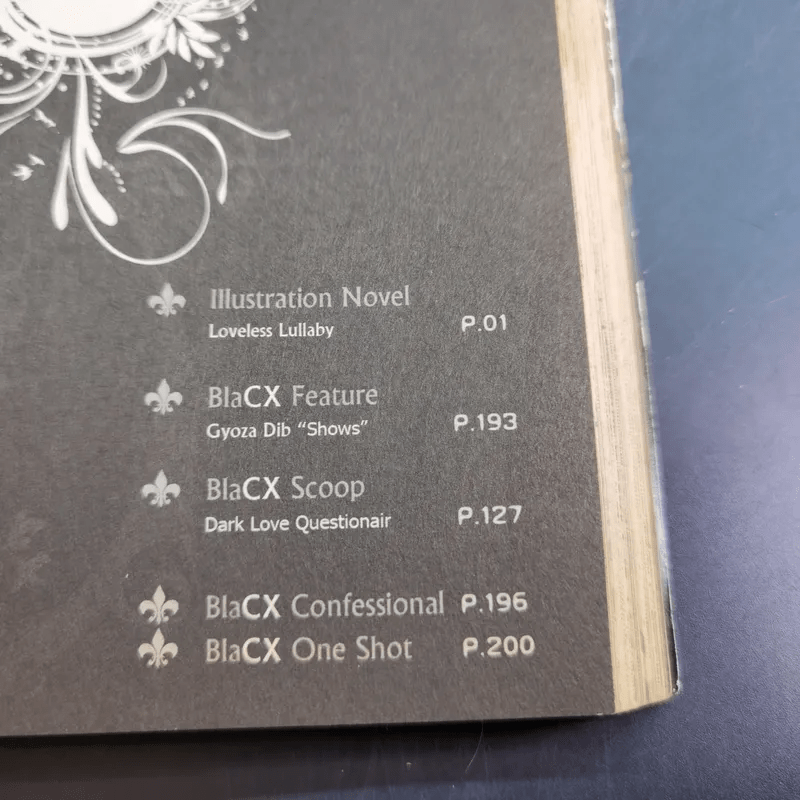 Illustration Novel
Loveless Lullaby P.01
BlaCX Feature
Gyoza Dib “Shows” P.193
BlaCX Scoop
Dark Love Questionair P.127
BlaCX Confessional P.196
BlaCX One Shot P.200